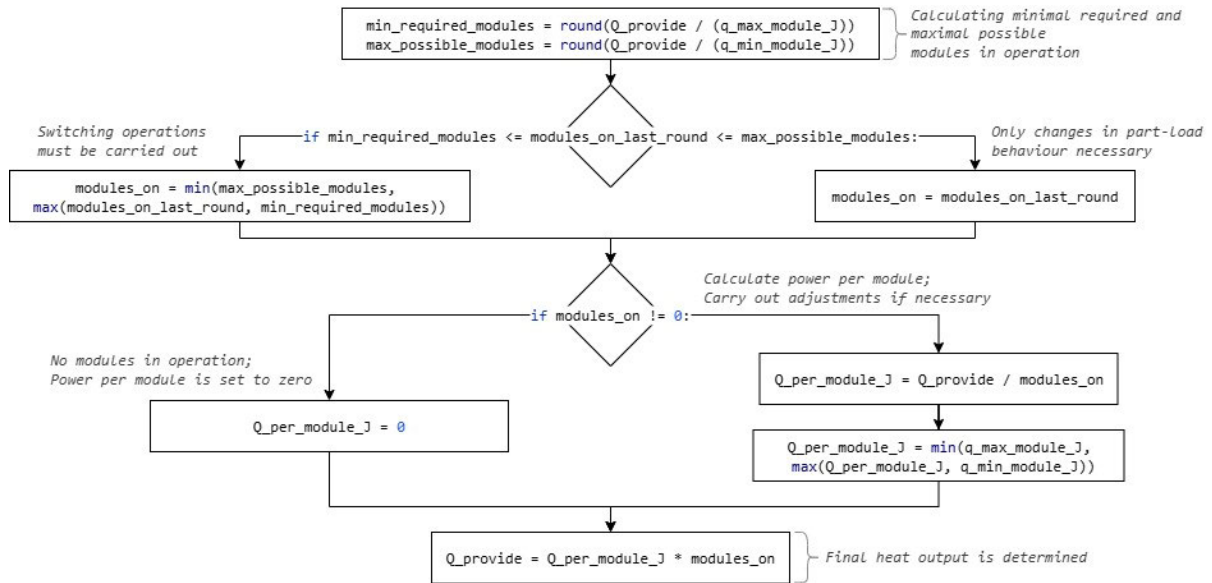 min_required_modules = round(Q_provide / (q_max_module_J))
max_possible_modules = round(Q_provide / (q_min_module_J))
Calculating minimal required and
maximal possible
modules in operation
Switching operations
must be carried out
if min_required_modules <= modules_on_last_round <= max_possible_modules:
Only changes in part-load
behaviour necessary
modules_on = min(max_possible_modules,
max(modules_on_last_round, min_required_modules))
modules_on = modules_on_last_round
Calculate power per module;
Carry out adjustments if necessary
if modules_on != 0:
No modules in operation;
Power per module is set to zero
Q_per_module_J = Q_provide / modules_on
Q_per_module_J = 0
Q_per_module_J = min(q_max_module_J,
max(Q_per_module_J, q_min_module_J))
Q_provide = Q_per_module_J * modules_on
Final heat output is determined